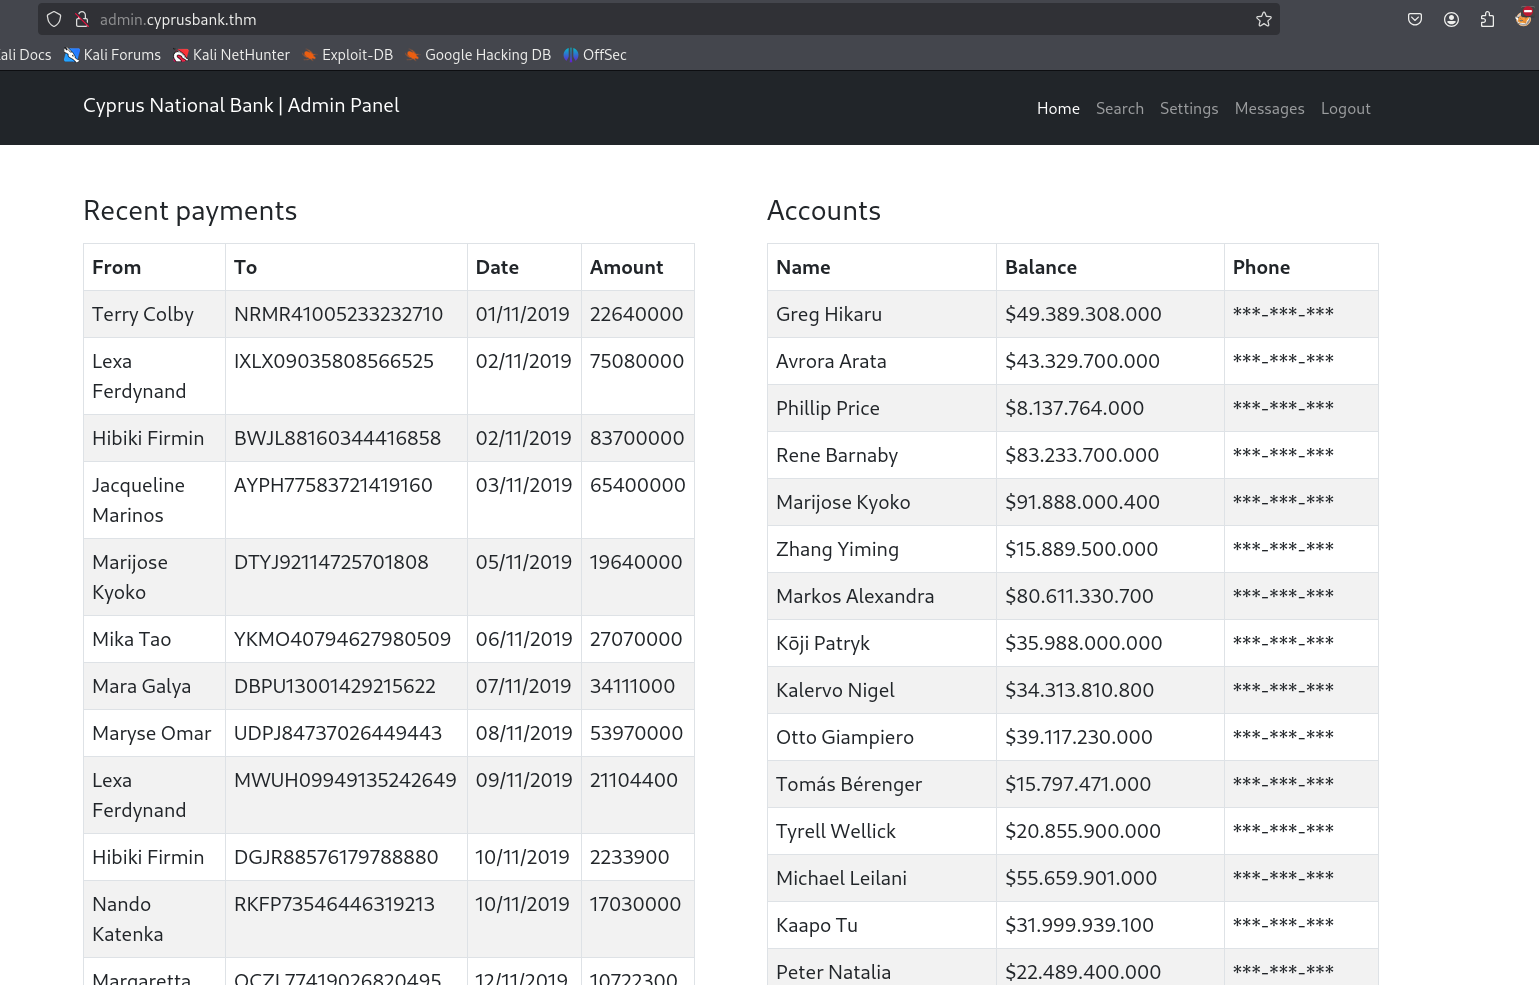 admin.cyprusbank.thm
ali Docs Kali Forums Kali NetHunter Exploit-DB Google Hacking DB OffSec
Cyprus National Bank | Admin Panel
Home Search Settings Messages Logout
Recent payments
From To Date Amount
Terry Colby NRMR41005233232710 01/11/2019 22640000
Lexa IXLX09035808566525 02/11/2019 75080000
Ferdynand
Hibiki Firmin BWJL88160344416858 02/11/2019 83700000
Jacqueline AYPH77583721419160 03/11/2019 65400000
Marinos
Marijose DTYJ92114725701808 05/11/2019 19640000
Kyoko
Mika Tao YKMO40794627980509 06/11/2019 27070000
Mara Galya DBPU13001429215622 07/11/2019 34111000
Maryse Omar UDPJ84737026449443 08/11/2019 53970000
Lexa MWUH09949135242649 09/11/2019 21104400
Ferdynand
Hibiki Firmin DGJR88576179788880 10/11/2019 2233900
Nando RKFP73546446319213 10/11/2019 17030000
Katenka
Margaretta OCZL77419026820495 12/11/2019 10722300
Accounts
Name Balance Phone
Greg Hikaru $49.389.308.000 ***-***-***
Avrora Arata $43.329.700.000 ***-***-***
Phillip Price $8.137.764.000 ***-***-***
Rene Barnaby $83.233.700.000 ***-***-***
Marijose Kyoko $91.888.000.400 ***-***-***
Zhang Yiming $15.889.500.000 ***-***-***
Markos Alexandra $80.611.330.700 ***-***-***
Kōji Patryk $35.988.000.000 ***-***-***
Kalervo Nigel $34.313.810.800 ***-***-***
Otto Giampiero $39.117.230.000 ***-***-***
Tomás Bérenger $15.797.471.000 ***-***-***
Tyrell Wellick $20.855.900.000 ***-***-***
Michael Leilani $55.659.901.000 ***-***-***
Kaapo Tu $31.999.939.100 ***-***-***
Peter Natalia $22.489.400.000 ***-***-***